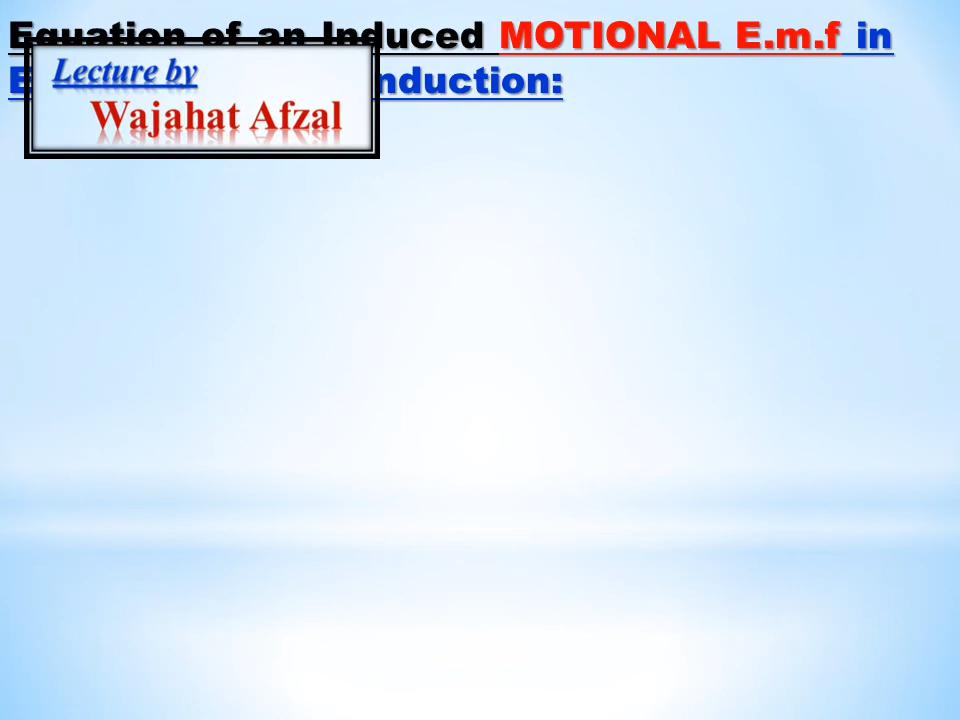 Equation of an Induced MOTIONAL E.m.f in
nduction:
Lecture by
Wajahat Afzal